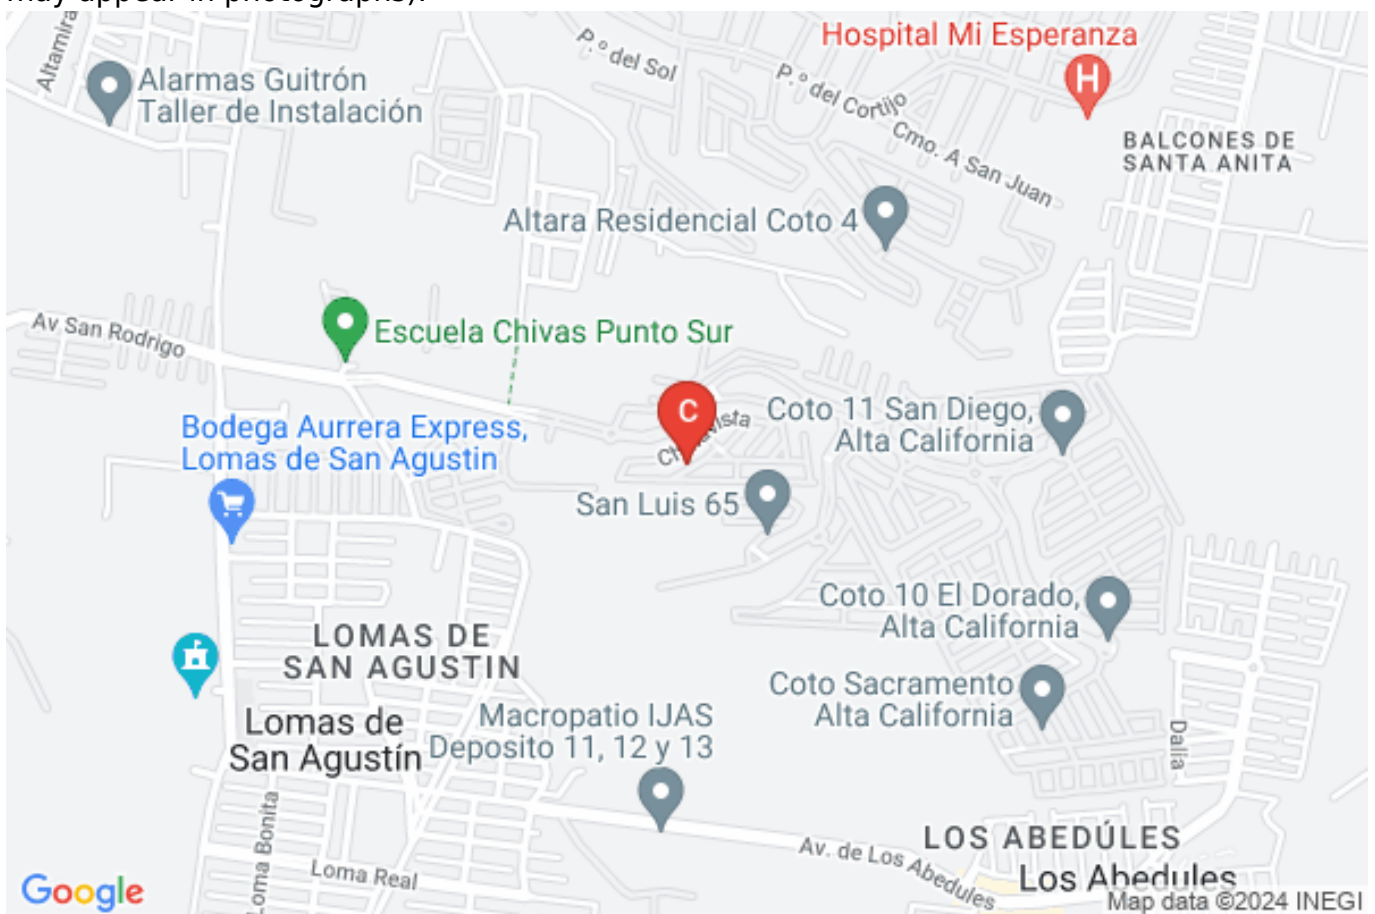 may appear in photographs).
Hospital Mi Esperanza
H
P.º del Sol
P.º del Cortijo
Cmo. A San Juan
Altamira
Alarmas Guitrón
Taller de Instalación
BALCONES DE
SANTA ANITA
Altara Residencial Coto 4
Av San Rodrigo
Escuela Chivas Punto Sur
C
Bodega Aurrera Express,
Lomas de San Agustin
Coto 11 San Diego,
Alta California
San Luis 65
Coto 10 El Dorado,
Alta California
LOMAS DE
SAN AGUSTIN
Coto Sacramento
Alta California
Lomas de
San Agustín
Macropatio IJAS
Deposito 11, 12 y 13
Dalia
Loma Bonita
Loma Real
Av. de Los Abedules
LOS ABEDÚLES
Los Abedules
Google
Map data ©2024 INEGI